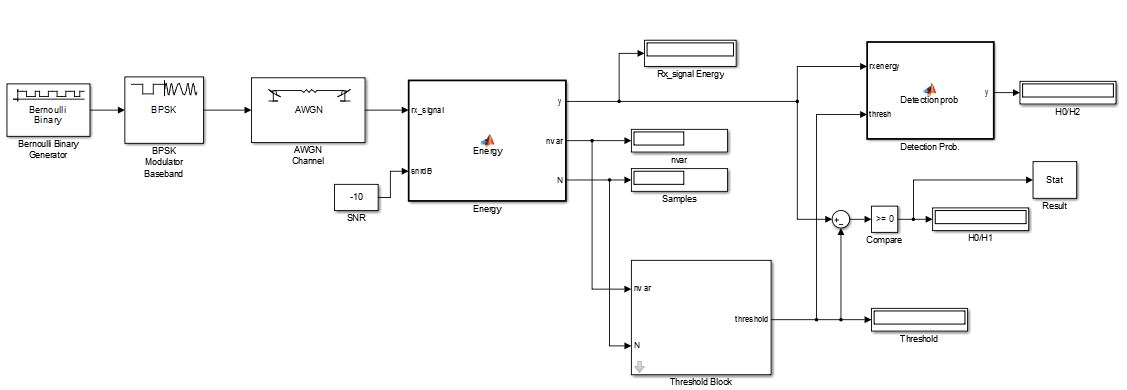 Bernoulli
Binary
Bernoulli Binary
Generator
BPSK
BPSK
Modulator
Baseband
AWGN
AWGN
Channel
-10
SNR
rx_signal
snrdB
Energy
y
nvar
N
Energy
Rx_signal Energy
nvar
Samples
nvar
N
threshold
Threshold Block
rxenergy
thresh
Detection prob
y
Detection Prob.
H0/H2
+
-
>= 0
Compare
Stat
Result
H0/H1
Threshold